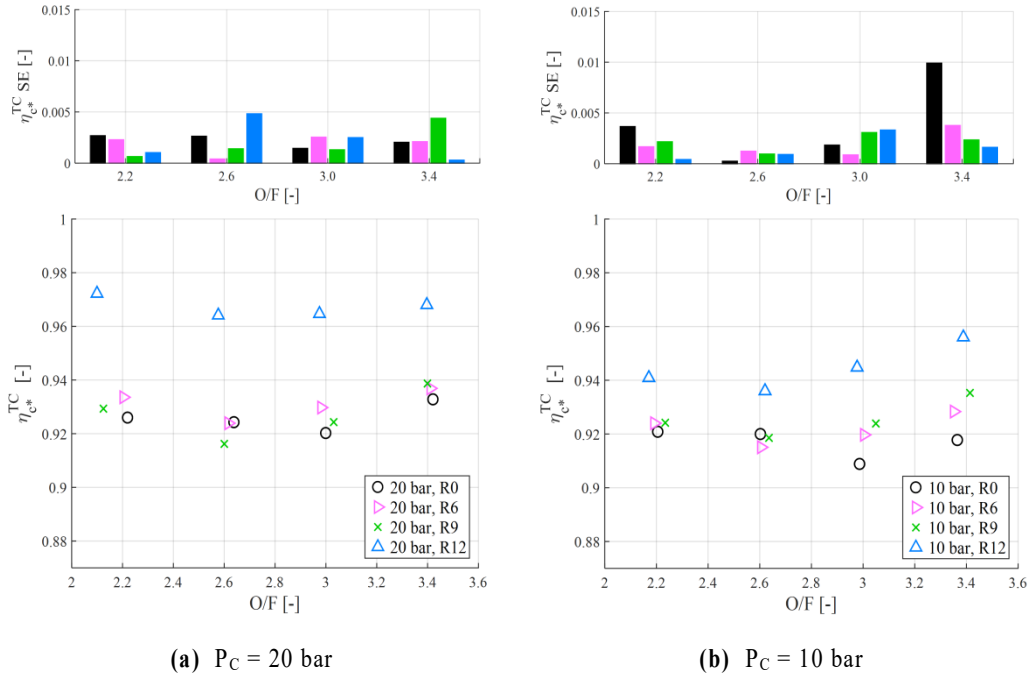 0.015
0.01
0.005
0
η_c*^TC SE [-]
2.2 2.6 3.0 3.4
O/F [-]
1
0.98
0.96
0.94
0.92
0.9
0.88
η_c*^TC [-]
20 bar, R0
20 bar, R6
20 bar, R9
20 bar, R12
2 2.2 2.4 2.6 2.8 3 3.2 3.4 3.6
O/F [-]
(a) P_C = 20 bar
0.015
0.01
0.005
0
η_c*^TC SE [-]
2.2 2.6 3.0 3.4
O/F [-]
1
0.98
0.96
0.94
0.92
0.9
0.88
η_c*^TC [-]
10 bar, R0
10 bar, R6
10 bar, R9
10 bar, R12
2 2.2 2.4 2.6 2.8 3 3.2 3.4 3.6
O/F [-]
(b) P_C = 10 bar